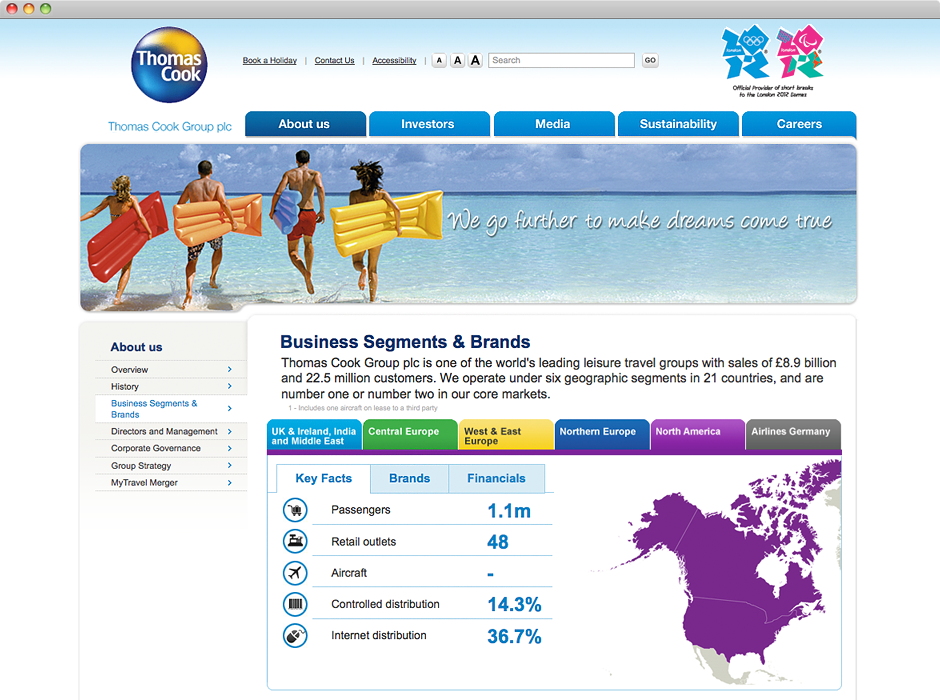 Thomas
Cook
Book a Holiday | Contact Us | Accessibility | A A A Search GO
london
london
Official Provider of short breaks
to the London 2012 Games
Thomas Cook Group plc
About us Investors Media Sustainability Careers
We go further to make dreams come true
About us
Overview
History
Business Segments &
Brands
Directors and Management
Corporate Governance
Group Strategy
MyTravel Merger
Business Segments & Brands
Thomas Cook Group plc is one of the world's leading leisure travel groups with sales of £8.9 billion
and 22.5 million customers. We operate under six geographic segments in 21 countries, and are
number one or number two in our core markets.
1 - Includes one aircraft on lease to a third party
UK & Ireland, India
and Middle East
Central Europe
West & East
Europe
Northern Europe
North America
Airlines Germany
Key Facts Brands Financials
Passengers 1.1m
Retail outlets 48
Aircraft -
Controlled distribution 14.3%
Internet distribution 36.7%